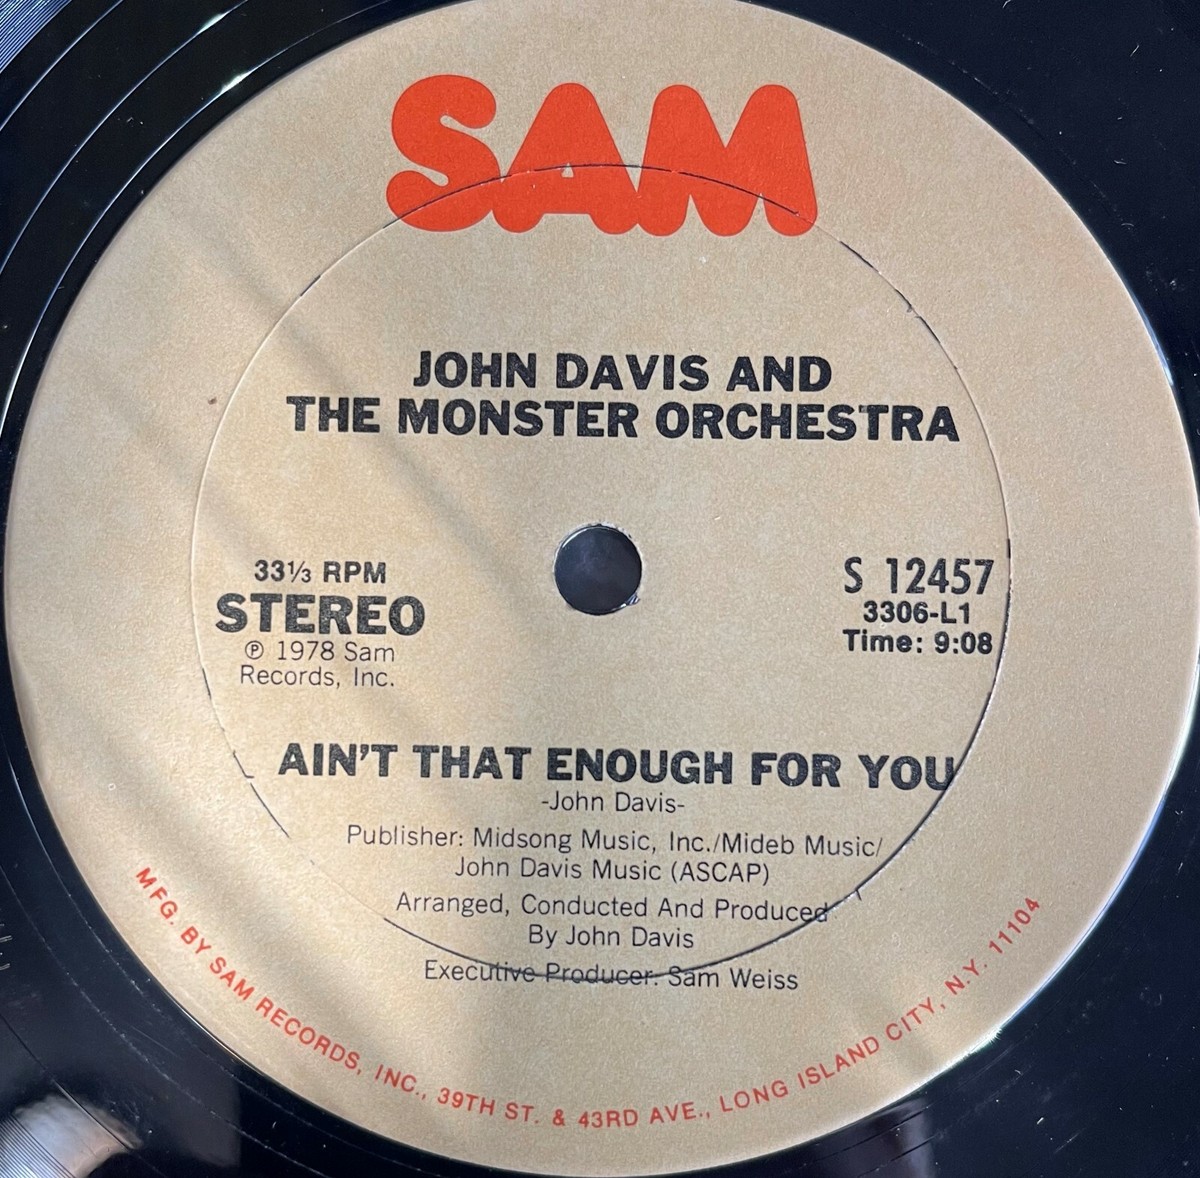 SAM
JOHN DAVIS AND
THE MONSTER ORCHESTRA
33⅓ RPM
STEREO
℗ 1978 Sam
Records, Inc.
S 12457
3306-L1
Time: 9:08
AIN'T THAT ENOUGH FOR YOU
-John Davis-
Publisher: Midsong Music, Inc./Mideb Music/
John Davis Music (ASCAP)
Arranged, Conducted And Produced
By John Davis
Executive Producer: Sam Weiss
MFG. BY SAM RECORDS, INC., 39TH ST. & 43RD AVE., LONG ISLAND CITY, N.Y. 11104